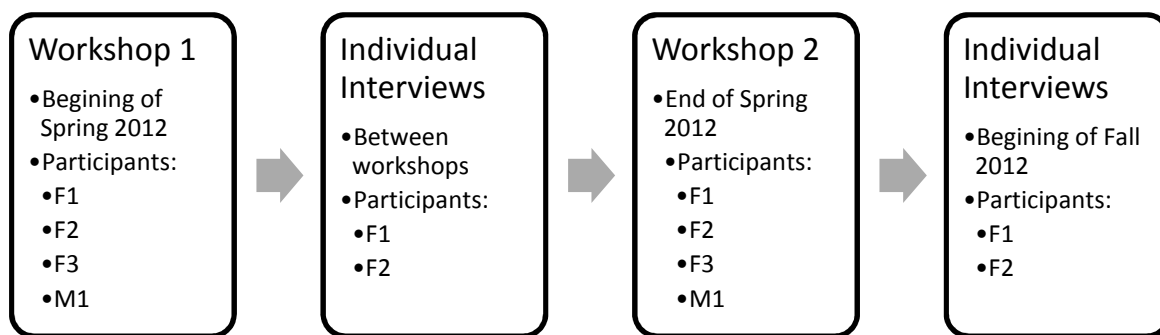 Workshop 1
•Begining of
Spring 2012
•Participants:
•F1
•F2
•F3
•M1
Individual
Interviews
•Between
workshops
•Participants:
•F1
•F2
Workshop 2
•End of Spring
2012
•Participants:
•F1
•F2
•F3
•M1
Individual
Interviews
•Begining of Fall
2012
•Participants:
•F1
•F2